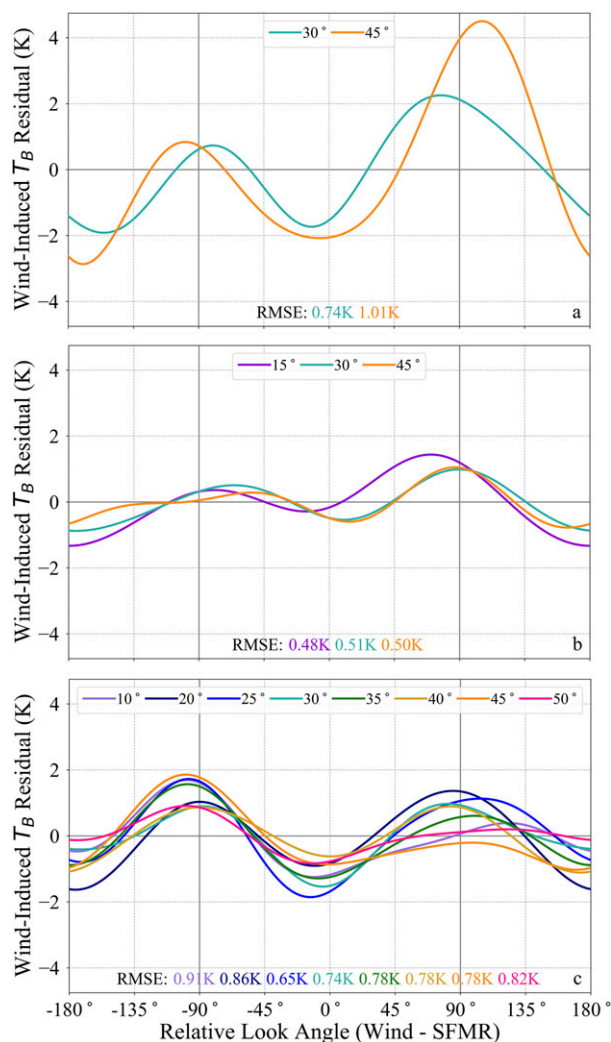 30° 45°
4
2
0
−2
−4
Wind-Induced T_B Residual (K)
RMSE: 0.74K 1.01K
a
15° 30° 45°
4
2
0
−2
−4
Wind-Induced T_B Residual (K)
RMSE: 0.48K 0.51K 0.50K
b
10° 20° 25° 30° 35° 40° 45° 50°
4
2
0
−2
−4
Wind-Induced T_B Residual (K)
RMSE: 0.91K 0.86K 0.65K 0.74K 0.78K 0.78K 0.78K 0.82K
c
-180° -135° -90° -45° 0° 45° 90° 135° 180°
Relative Look Angle (Wind - SFMR)